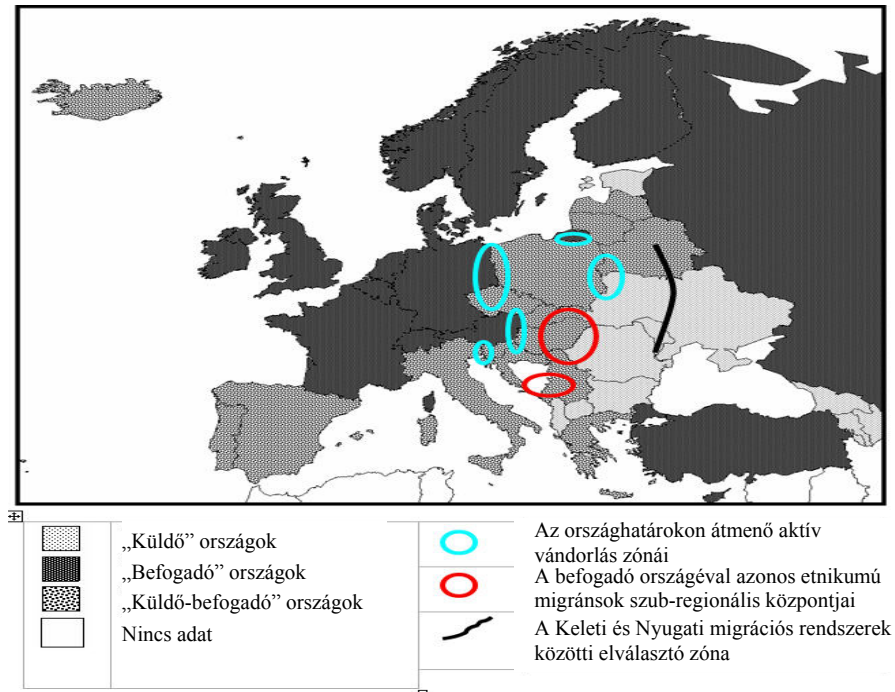 „Küldő” országok
„Befogadó” országok
„Küldő-befogadó” országok
Nincs adat
Az országhatárokon átmenő aktív
vándorlás zónái
A befogadó országéval azonos etnikumú
migránsok szub-regionális központjai
A Keleti és Nyugati migrációs rendszerek
közötti elválasztó zóna